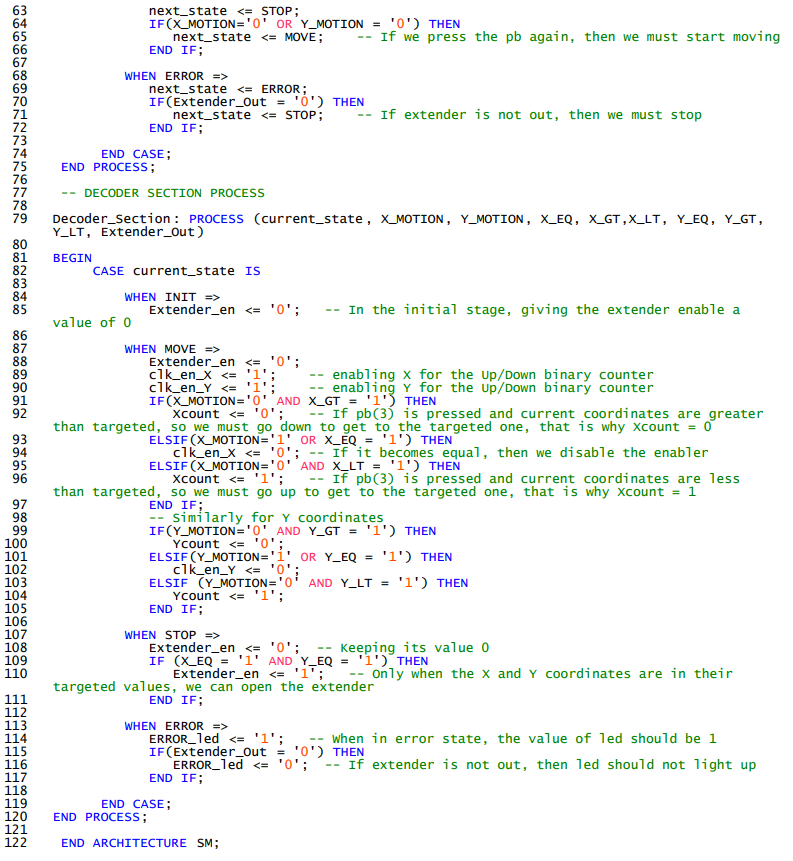 63 next_state <= STOP;
64 IF(X_MOTION='0' OR Y_MOTION = '0') THEN
65 next_state <= MOVE; -- If we press the pb again, then we must start moving
66 END IF;
67
68 WHEN ERROR =>
69 next_state <= ERROR;
70 IF(Extender_Out = '0') THEN
71 next_state <= STOP; -- If extender is not out, then we must stop
72 END IF;
73
74 END CASE;
75 END PROCESS;
76
77 -- DECODER SECTION PROCESS
78
79 Decoder_Section: PROCESS (current_state, X_MOTION, Y_MOTION, X_EQ, X_GT,X_LT, Y_EQ, Y_GT,
Y_LT, Extender_Out)
80
81 BEGIN
82 CASE current_state IS
83
84 WHEN INIT =>
85 Extender_en <= '0'; -- In the initial stage, giving the extender enable a
value of 0
86
87 WHEN MOVE =>
88 Extender_en <= '0';
89 clk_en_X <= '1'; -- enabling X for the Up/Down binary counter
90 clk_en_Y <= '1'; -- enabling Y for the Up/Down binary counter
91 IF(X_MOTION='0' AND X_GT = '1') THEN
92 Xcount <= '0'; -- If pb(3) is pressed and current coordinates are greater
than targeted, so we must go down to get to the targeted one, that is why Xcount = 0
93 ELSIF(X_MOTION='1' OR X_EQ = '1') THEN
94 clk_en_X <= '0'; -- If it becomes equal, then we disable the enabler
95 ELSIF(X_MOTION='0' AND X_LT = '1') THEN
96 Xcount <= '1'; -- If pb(3) is pressed and current coordinates are less
than targeted, so we must go up to get to the targeted one, that is why Xcount = 1
97 END IF;
98 -- Similarly for Y coordinates
99 IF(Y_MOTION='0' AND Y_GT = '1') THEN
100 Ycount <= '0';
101 ELSIF(Y_MOTION='1' OR Y_EQ = '1') THEN
102 clk_en_Y <= '0';
103 ELSIF (Y_MOTION='0' AND Y_LT = '1') THEN
104 Ycount <= '1';
105 END IF;
106
107 WHEN STOP =>
108 Extender_en <= '0'; -- Keeping its value 0
109 IF (X_EQ = '1' AND Y_EQ = '1') THEN
110 Extender_en <= '1'; -- Only when the X and Y coordinates are in their
targeted values, we can open the extender
111 END IF;
112
113 WHEN ERROR =>
114 ERROR_led <= '1'; -- When in error state, the value of led should be 1
115 IF(Extender_Out = '0') THEN
116 ERROR_led <= '0'; -- If extender is not out, then led should not light up
117 END IF;
118
119 END CASE;
120 END PROCESS;
121
122 END ARCHITECTURE SM;